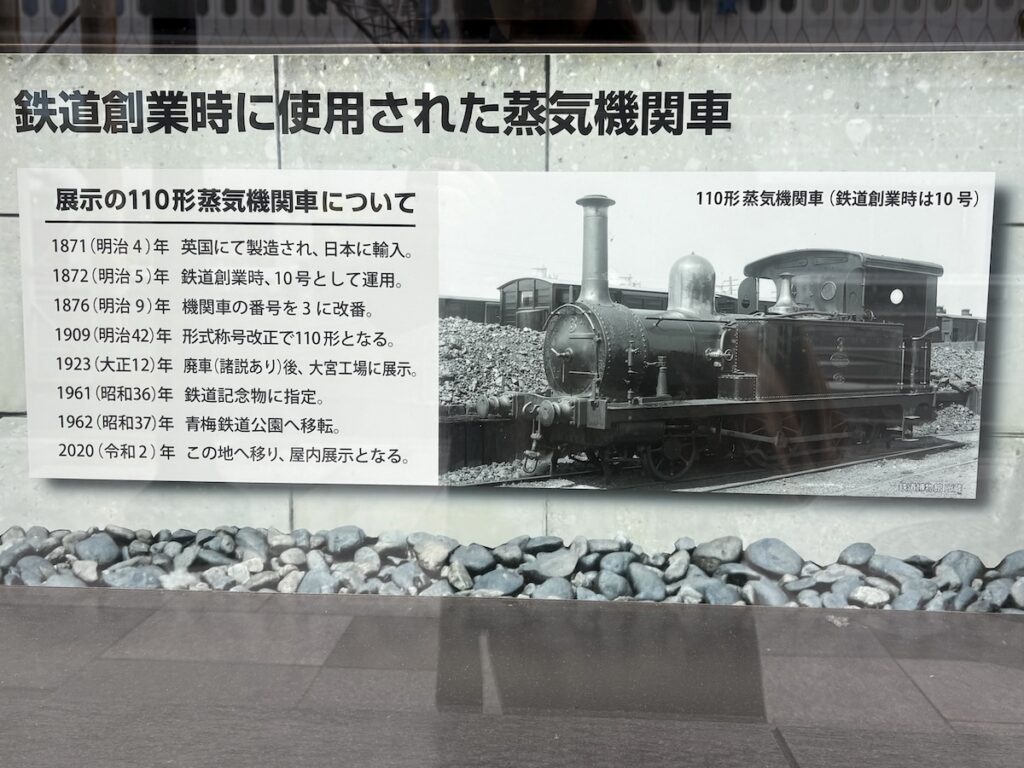 鉄道創業時に使用された蒸気機関車
展示の110形蒸気機関車について
1871(明治 4)年 英国にて製造され、日本に輸入。
1872(明治 5)年 鉄道創業時、10号として運用。
1876(明治 9)年 機関車の番号を 3 に改番。
1909(明治42)年 形式称号改正で110形となる。
1923(大正12)年 廃車(諸説あり)後、大宮工場に展示。
1961(昭和36)年 鉄道記念物に指定。
1962(昭和37)年 青梅鉄道公園へ移転。
2020(令和 2)年 この地へ移り、屋内展示となる。
110形 蒸気機関車(鉄道創業時は10号)
鉄道博物館 所蔵